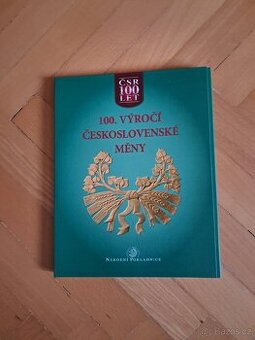 ČSR
100
LET
100. VÝROČÍ
ČESKOSLOVENSKÉ
MĚNY
NÁRODNÍ POKLADNICE